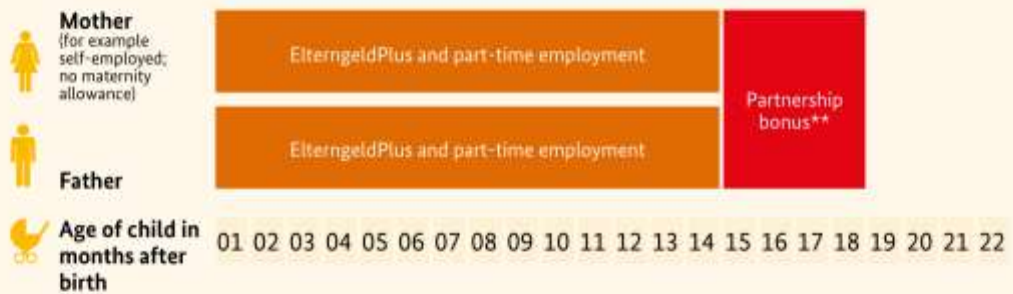 Mother
(for example
self-employed;
no maternity
allowance)
ElterngeldPlus and part-time employment
Partnership
bonus**
ElterngeldPlus and part-time employment
Father
Age of child in
months after
birth
01 02 03 04 05 06 07 08 09 10 11 12 13 14 15 16 17 18 19 20 21 22